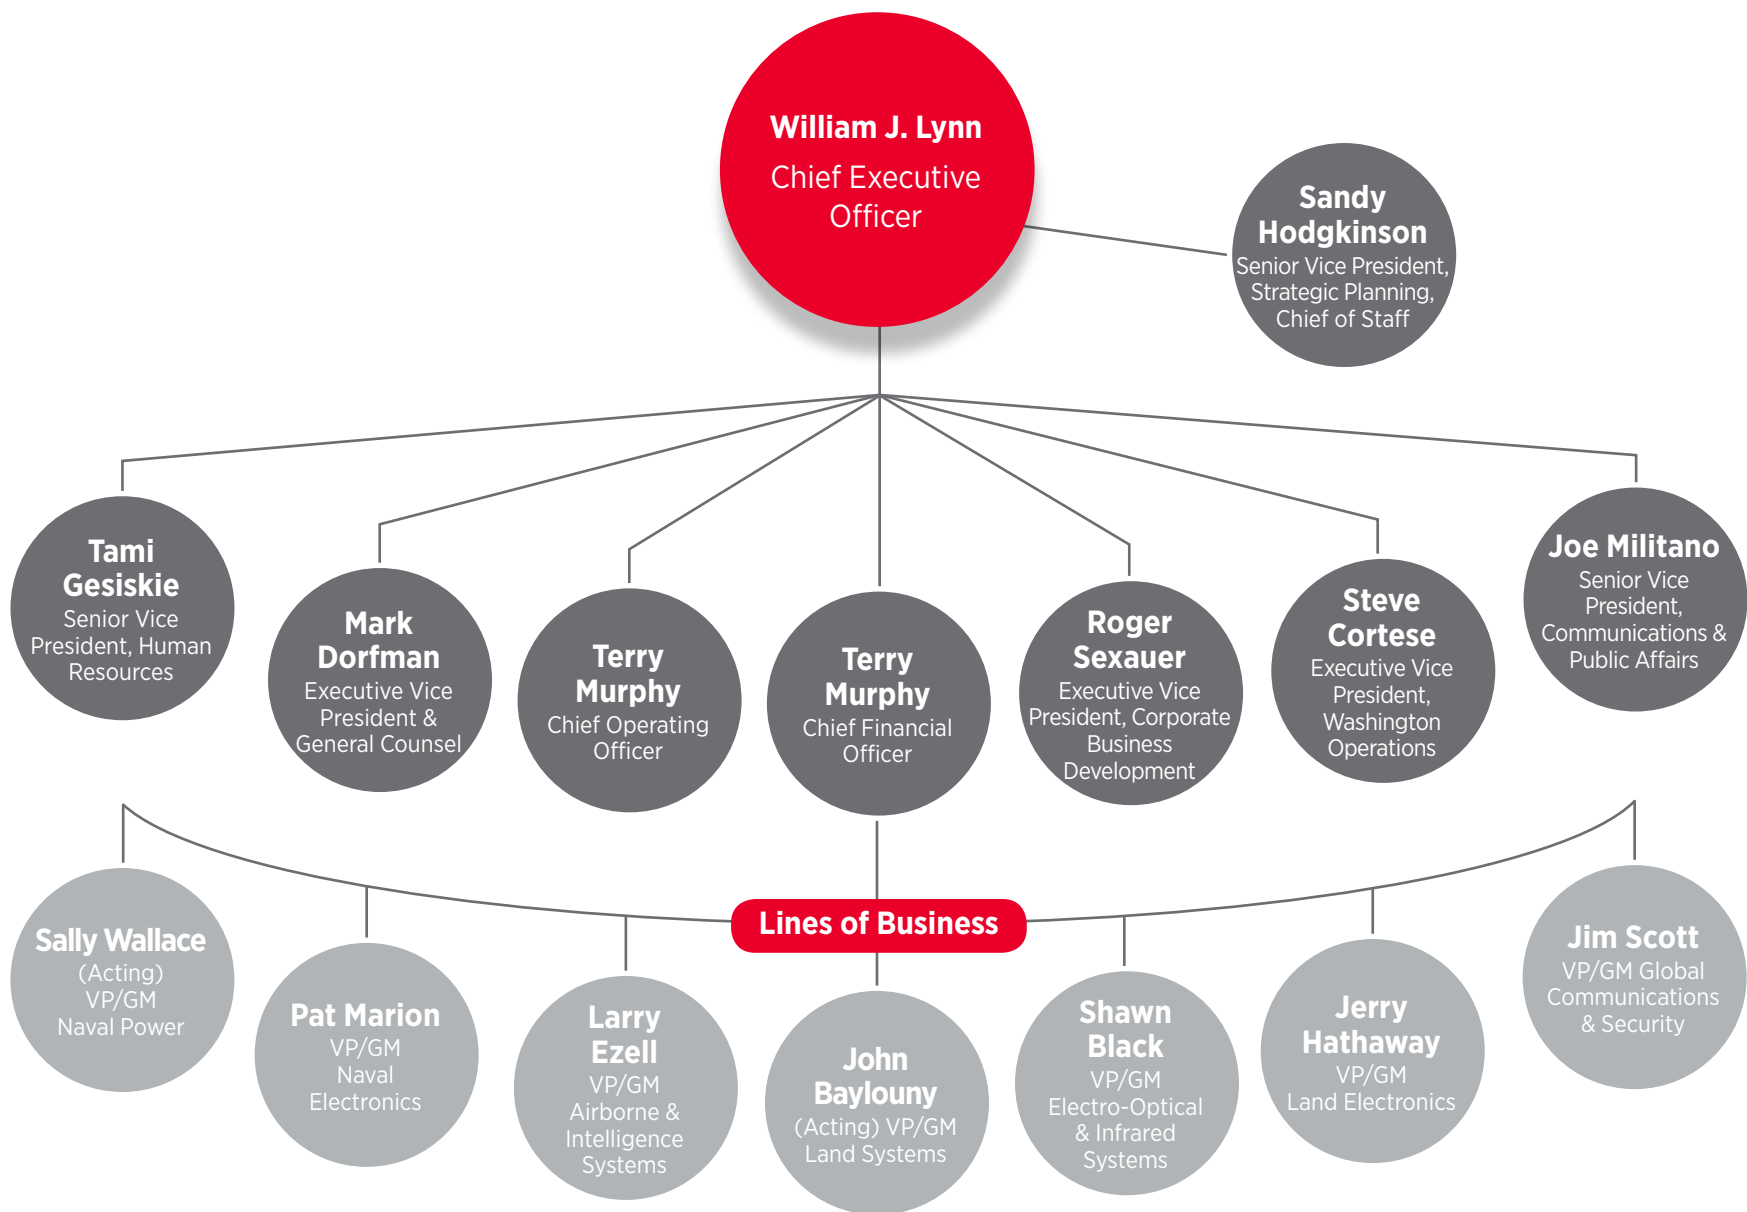 William J. Lynn
Chief Executive
Officer
Sandy
Hodgkinson
Senior Vice President,
Strategic Planning,
Chief of Staff
Tami
Gesiskie
Senior Vice
President, Human
Resources
Mark
Dorfman
Executive Vice
President &
General Counsel
Terry
Murphy
Chief Operating
Officer
Terry
Murphy
Chief Financial
Officer
Roger
Sexauer
Executive Vice
President, Corporate
Business
Development
Steve
Cortese
Executive Vice
President,
Washington
Operations
Joe Militano
Senior Vice
President,
Communications &
Public Affairs
Lines of Business
Sally Wallace
(Acting)
VP/GM
Naval Power
Pat Marion
VP/GM
Naval
Electronics
Larry
Ezell
VP/GM
Airborne &
Intelligence
Systems
John
Baylouny
(Acting) VP/GM
Land Systems
Shawn
Black
VP/GM
Electro-Optical
& Infrared
Systems
Jerry
Hathaway
VP/GM
Land Electronics
Jim Scott
VP/GM Global
Communications
& Security